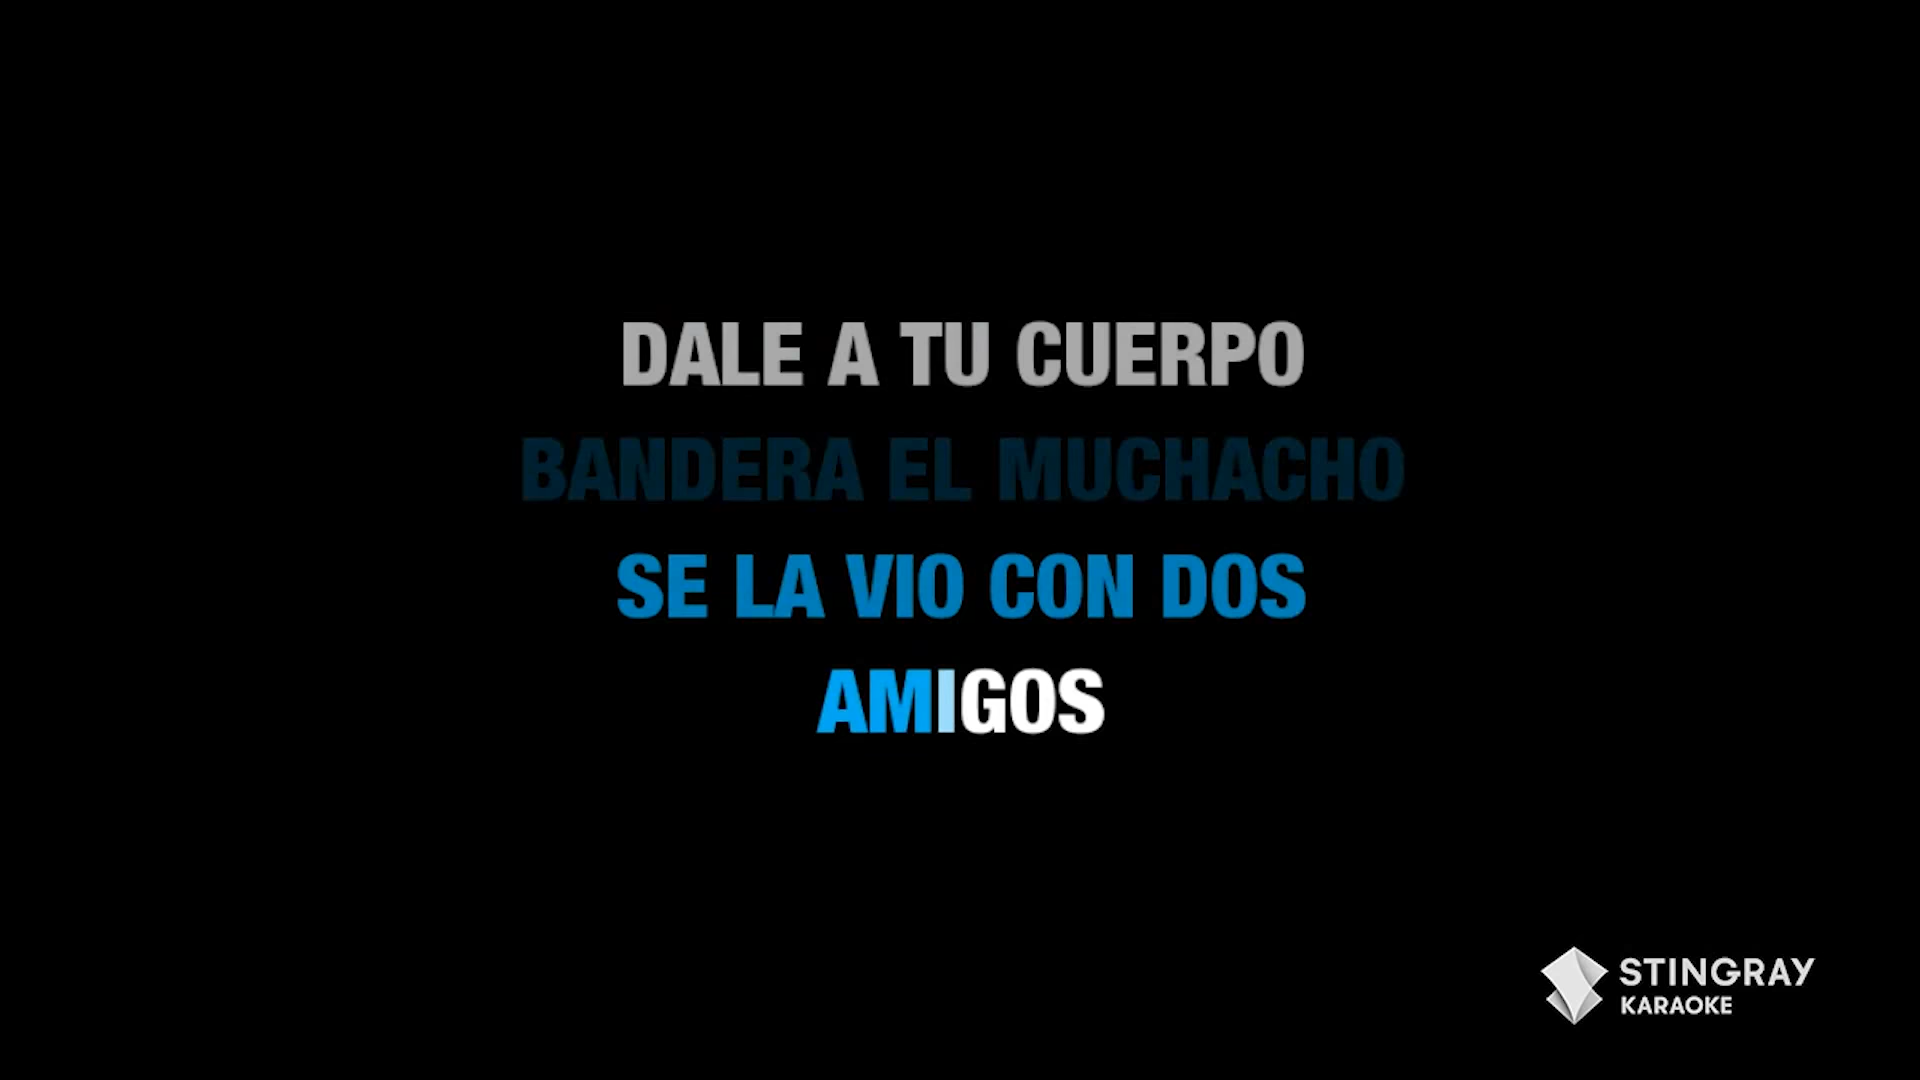 DALE A TU CUERPO
BANDERA EL MUCHACHO
SE LA VIO CON DOS
AMIGOS
STINGRAY
KARAOKE